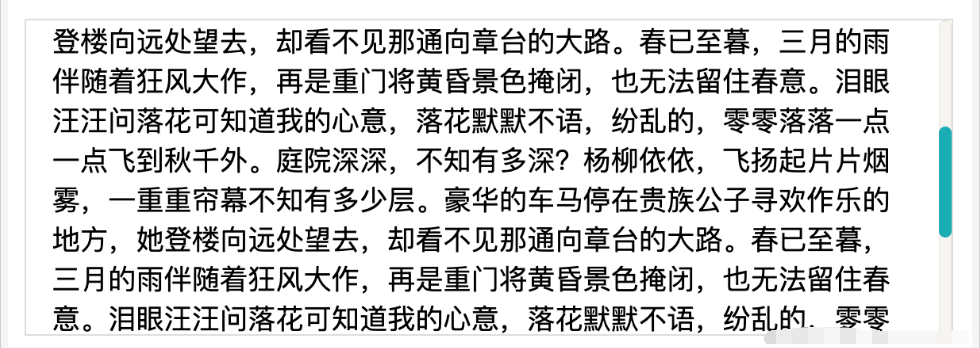 登楼向远处望去，却看不见那通向章台的大路。春已至暮，三月的雨
伴随着狂风大作，再是重门将黄昏景色掩闭，也无法留住春意。泪眼
汪汪问落花可知道我的心意，落花默默不语，纷乱的，零零落落一点
一点飞到秋千外。庭院深深，不知有多深？杨柳依依，飞扬起片片烟
雾，一重重帘幕不知有多少层。豪华的车马停在贵族公子寻欢作乐的
地方，她登楼向远处望去，却看不见那通向章台的大路。春已至暮，
三月的雨伴随着狂风大作，再是重门将黄昏景色掩闭，也无法留住春
意。泪眼汪汪问落花可知道我的心意，落花默默不语，纷乱的，零零